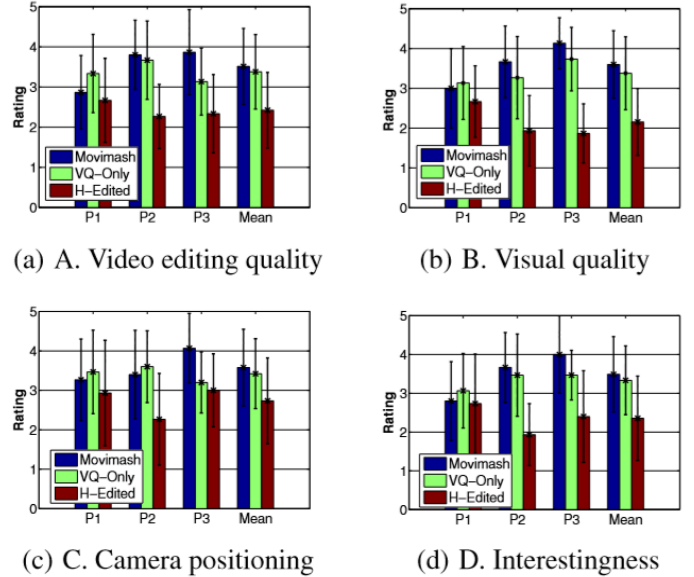 5
4
3
2
1
0
Rating
Movimash
VQ-Only
H-Edited
P1 P2 P3 Mean
(a) A. Video editing quality
5
4
3
2
1
0
Rating
Movimash
VQ-Only
H-Edited
P1 P2 P3 Mean
(b) B. Visual quality
5
4
3
2
1
0
Rating
Movimash
VQ-Only
H-Edited
P1 P2 P3 Mean
(c) C. Camera positioning
5
4
3
2
1
0
Rating
Movimash
VQ-Only
H-Edited
P1 P2 P3 Mean
(d) D. Interestingness